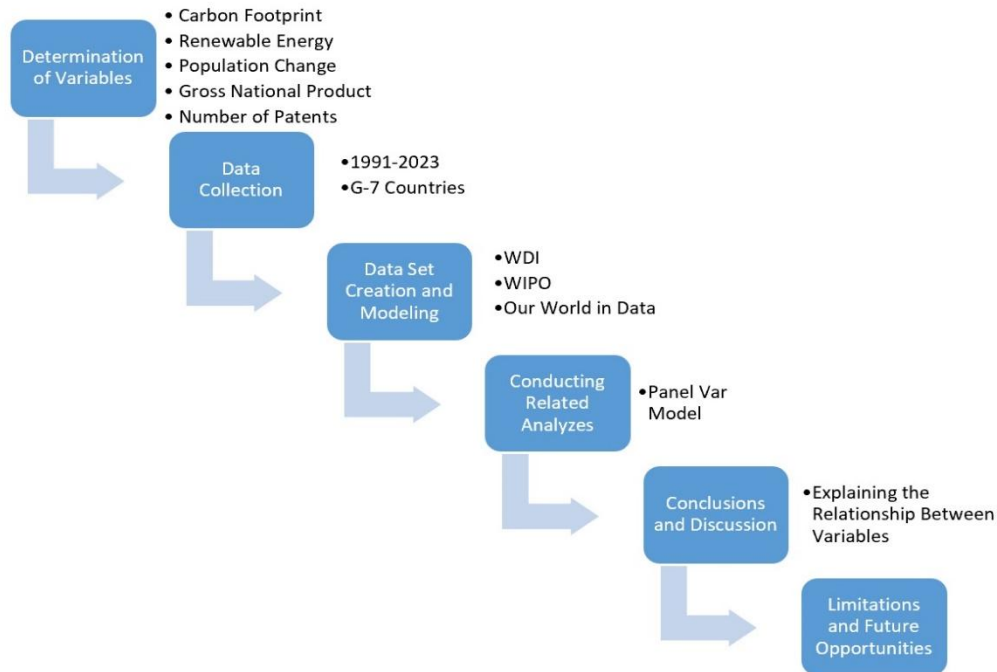 Determination
of Variables
• Carbon Footprint
• Renewable Energy
• Population Change
• Gross National Product
• Number of Patents
Data
Collection
•1991-2023
•G-7 Countries
Data Set
Creation and
Modeling
•WDI
•WIPO
•Our World in Data
Conducting
Related
Analyzes
•Panel Var
Model
Conclusions
and Discussion
•Explaining the
Relationship Between
Variables
Limitations
and Future
Opportunities